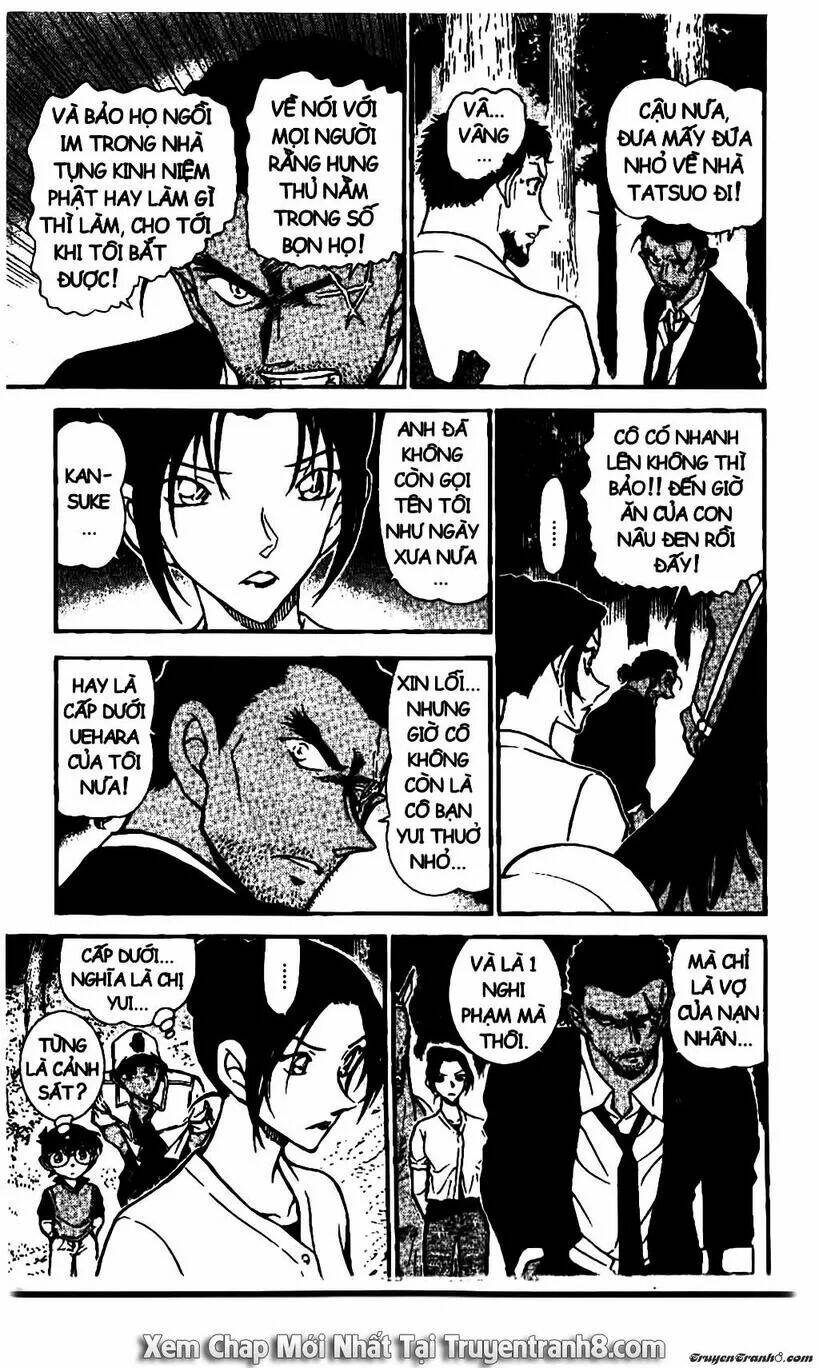 CẬU NƯA,
ĐƯA MẤY ĐỨA
NHỎ VỀ NHÀ
TATSUO ĐI!
VÂ...
VÂNG
...
VỀ NÓI VỚI
MỌI NGƯỜI
RẰNG HUNG
THỦ NẰM
TRONG SỐ
BỌN HỌ!
VÀ BẢO HỌ NGỒI
IM TRONG NHÀ
TỤNG KINH NIỆM
PHẬT HAY LÀM GÌ
THÌ LÀM, CHO TỚI
KHI TÔI BẮT
ĐƯỢC!
CÔ CÓ NHANH
LÊN KHÔNG THÌ
BẢO!! ĐẾN GIỜ
ĂN CỦA CON
NÂU ĐEN RỒI
ĐẤY!
......
ANH ĐÃ
KHÔNG
CÒN GỌI
TÊN TÔI
NHƯ NGÀY
XƯA NƯA
...
KAN-
SUKE
...
XIN LỖI...
NHƯNG
GIỜ CÔ
KHÔNG
CÒN LÀ
CÔ BẠN
YUI THUỞ
NHỎ...
HAY LÀ
CẤP DƯỚI
UEHARA
CỦA TÔI
NƯA!
MÀ CHỈ
LÀ VỢ
CỦA NẠN
NHÂN...
VÀ LÀ 1
NGHI
PHẠM MÀ
THÔI.
......
CẤP DƯỚI...
NGHĨA LÀ CHỊ
YUI...
TỪNG
LÀ CẢNH
SÁT?
Xem Chap Mới Nhất Tại Truyentranh8.com
TruyenTranh8.com